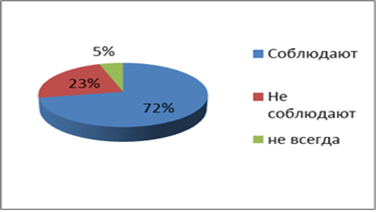 5%
23%
72%
Соблюдают
Не
соблюдают
не всегда